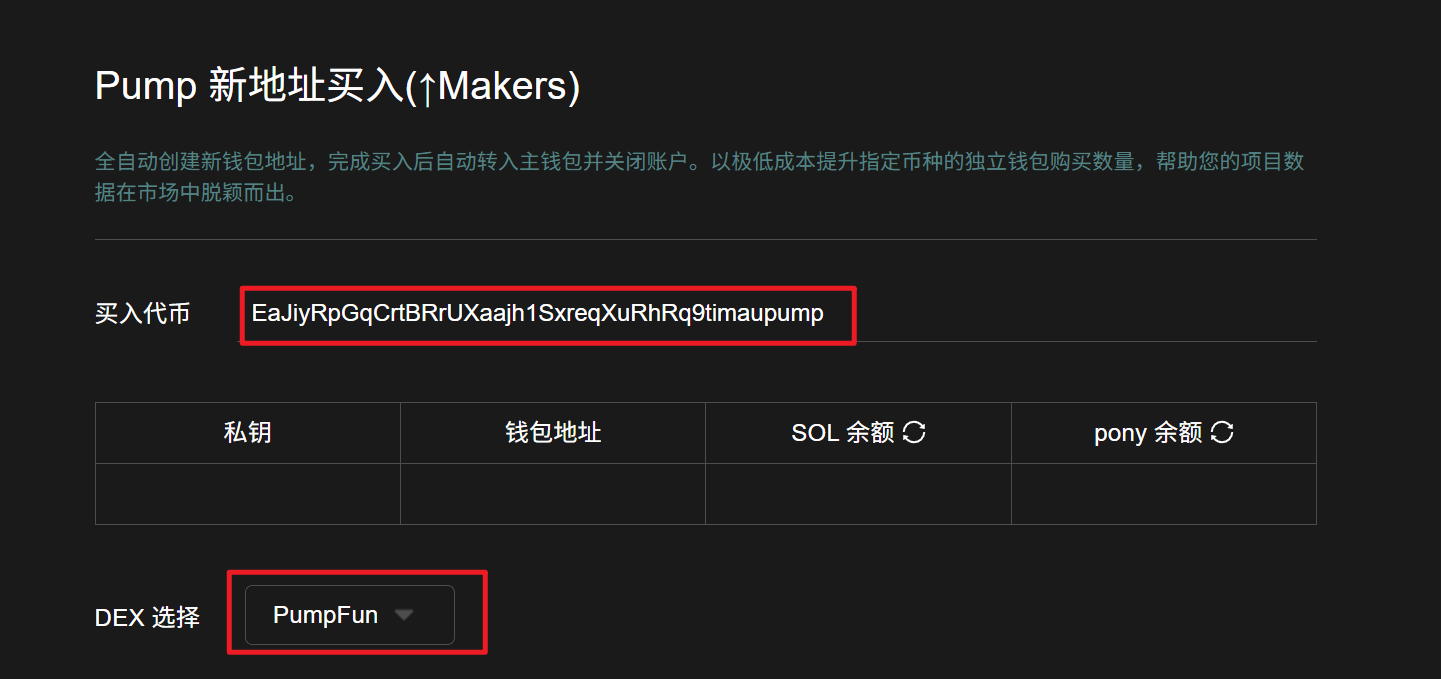 Pump 新地址买入(↑Makers)
全自动创建新钱包地址，完成买入后自动转入主钱包并关闭账户。以极低成本提升指定币种的独立钱包购买数量，帮助您的项目数
据在市场中脱颖而出。
买入代币 EaJiyRpGqCrtBRrUXaajh1SxreqXuRhRq9timaupump
私钥 钱包地址 SOL 余额 pony 余额
DEX 选择 PumpFun